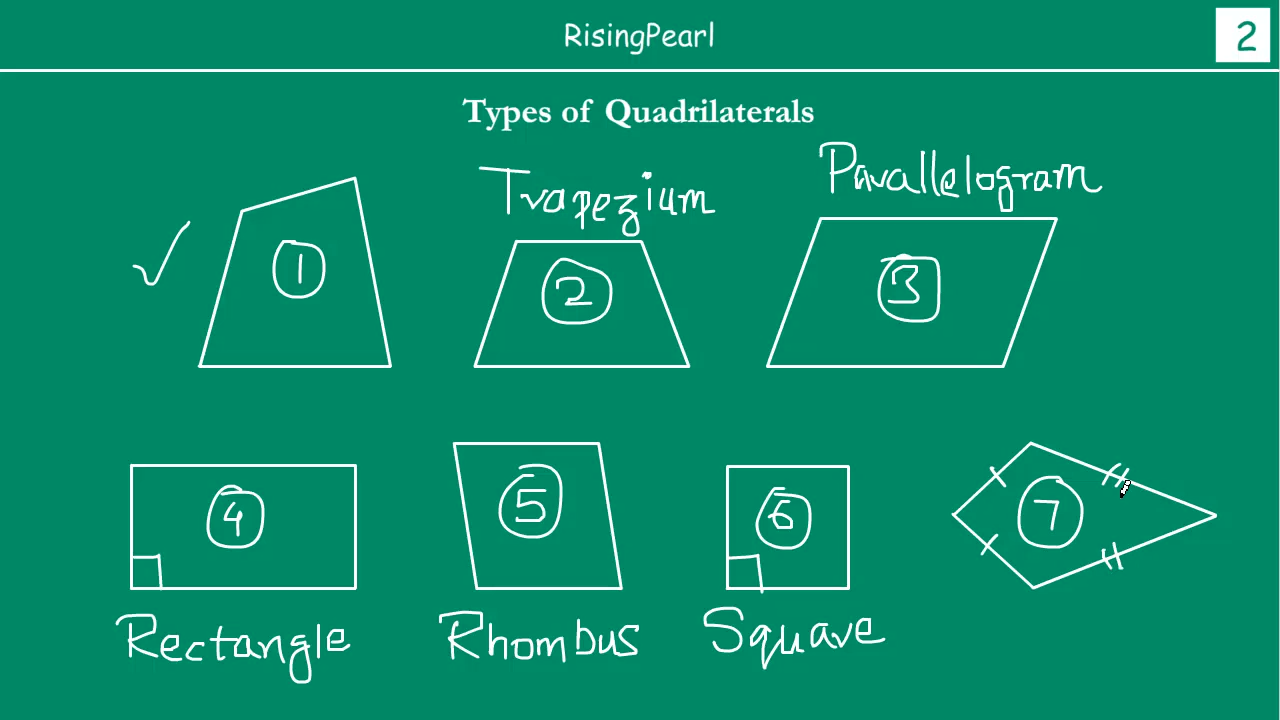 RisingPearl
2
Types of Quadrilaterals
Trapezium
Parallelogram
1
2
3
4
5
6
7
Rectangle
Rhombus
Square